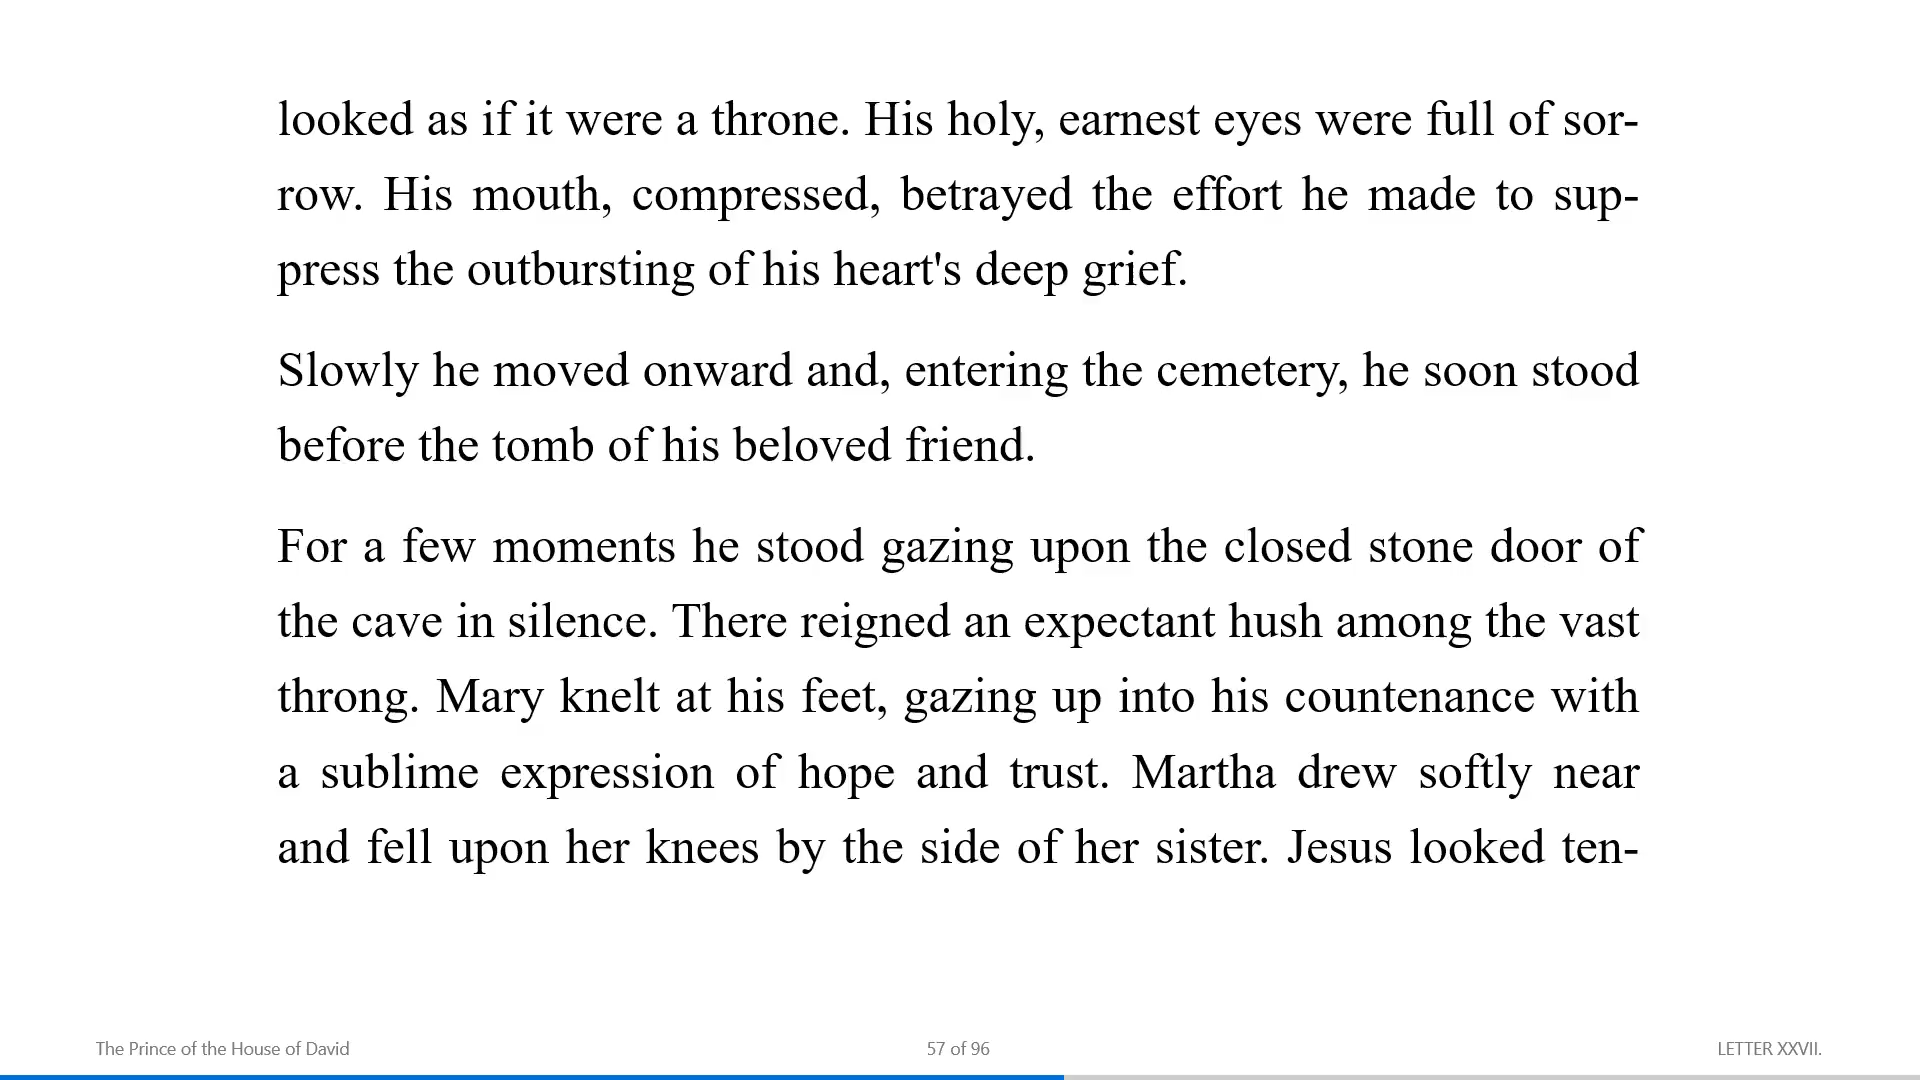 looked as if it were a throne. His holy, earnest eyes were full of sor-
row. His mouth, compressed, betrayed the effort he made to sup-
press the outbursting of his heart's deep grief.
Slowly he moved onward and, entering the cemetery, he soon stood
before the tomb of his beloved friend.
For a few moments he stood gazing upon the closed stone door of
the cave in silence. There reigned an expectant hush among the vast
throng. Mary knelt at his feet, gazing up into his countenance with
a sublime expression of hope and trust. Martha drew softly near
and fell upon her knees by the side of her sister. Jesus looked ten-
The Prince of the House of David
57 of 96
LETTER XXVII.